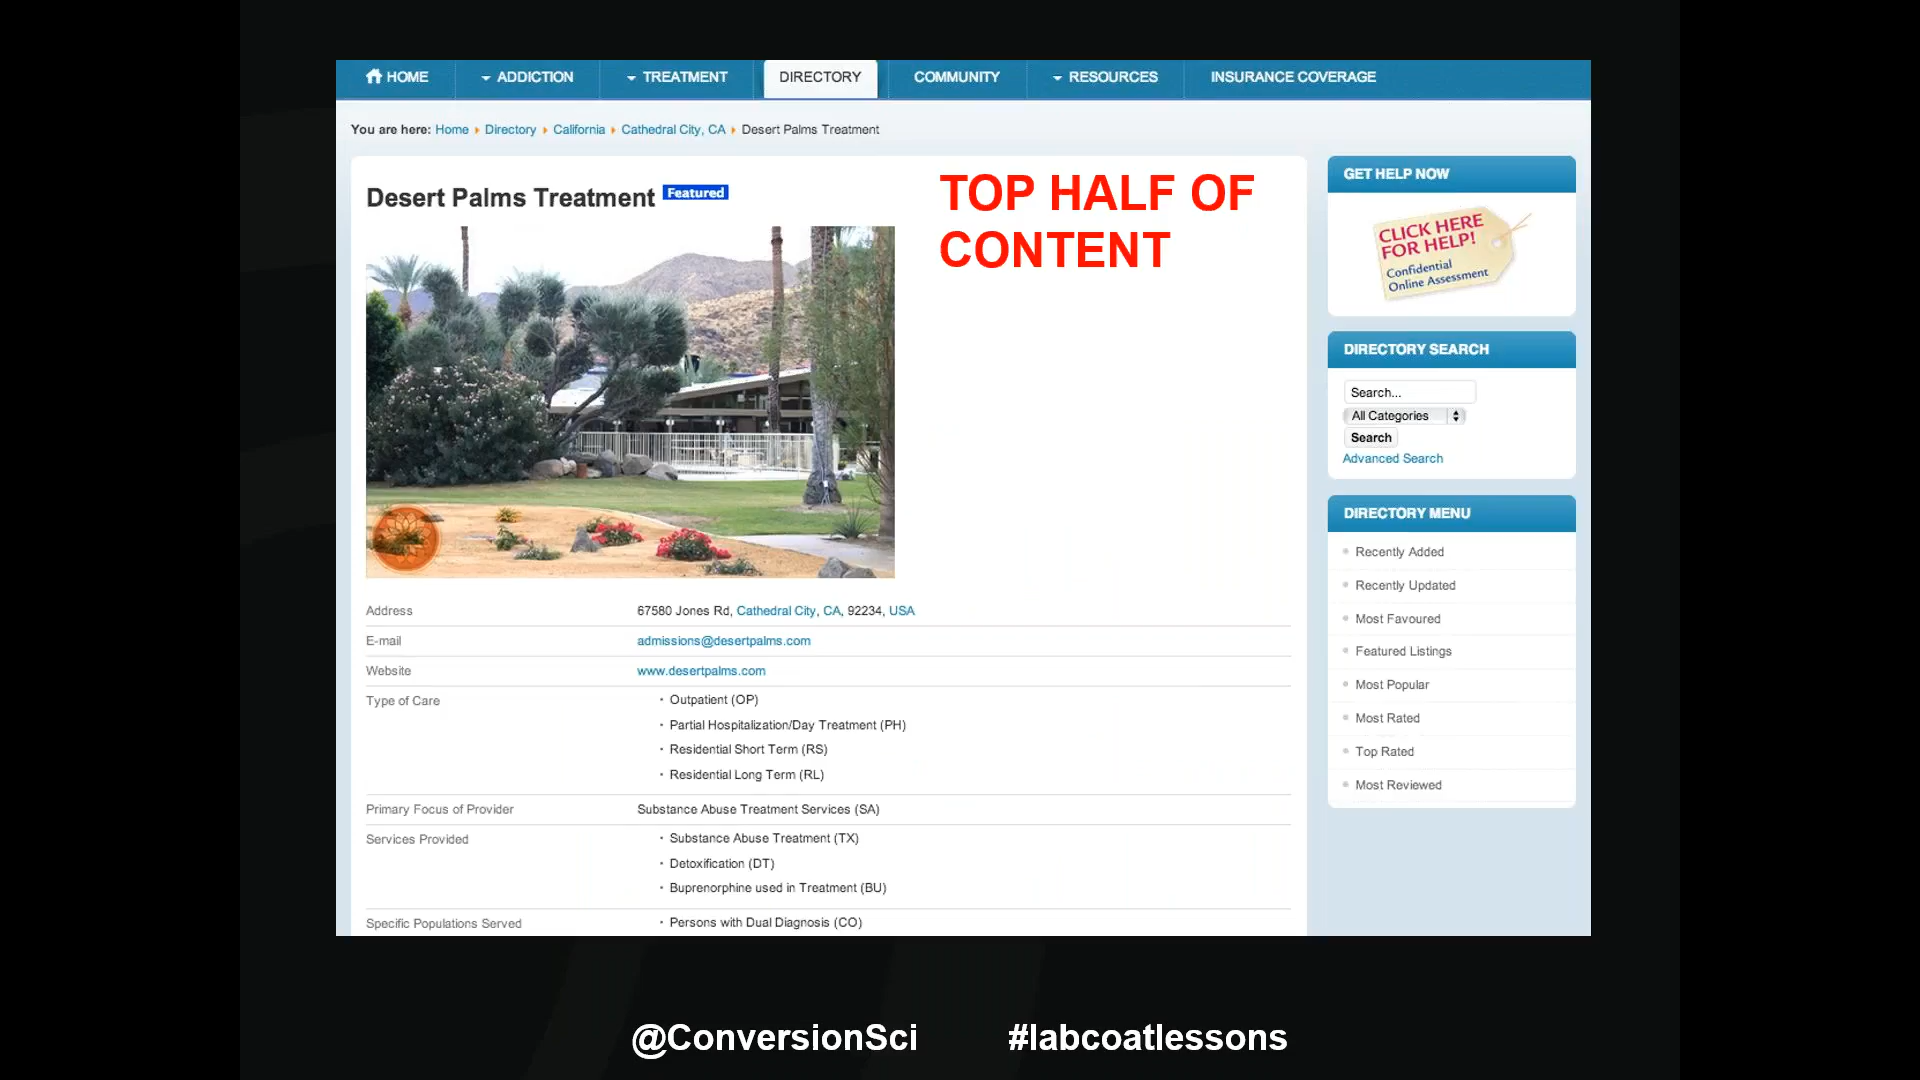 HOME ADDICTION TREATMENT DIRECTORY COMMUNITY RESOURCES INSURANCE COVERAGE
You are here: Home Directory California Cathedral City, CA Desert Palms Treatment
Desert Palms Treatment Featured
TOP HALF OF
CONTENT
Address 67580 Jones Rd, Cathedral City, CA, 92234, USA
E-mail admissions@desertpalms.com
Website www.desertpalms.com
Type of Care
• Outpatient (OP)
• Partial Hospitalization/Day Treatment (PH)
• Residential Short Term (RS)
• Residential Long Term (RL)
Primary Focus of Provider Substance Abuse Treatment Services (SA)
Services Provided
• Substance Abuse Treatment (TX)
• Detoxification (DT)
• Buprenorphine used in Treatment (BU)
Specific Populations Served
• Persons with Dual Diagnosis (CO)
GET HELP NOW
CLICK HERE
FOR HELP!
Confidential
Online Assessment
DIRECTORY SEARCH
Search...
All Categories
Search
Advanced Search
DIRECTORY MENU
Recently Added
Recently Updated
Most Favoured
Featured Listings
Most Popular
Most Rated
Top Rated
Most Reviewed
@ConversionSci #labcoatlessons